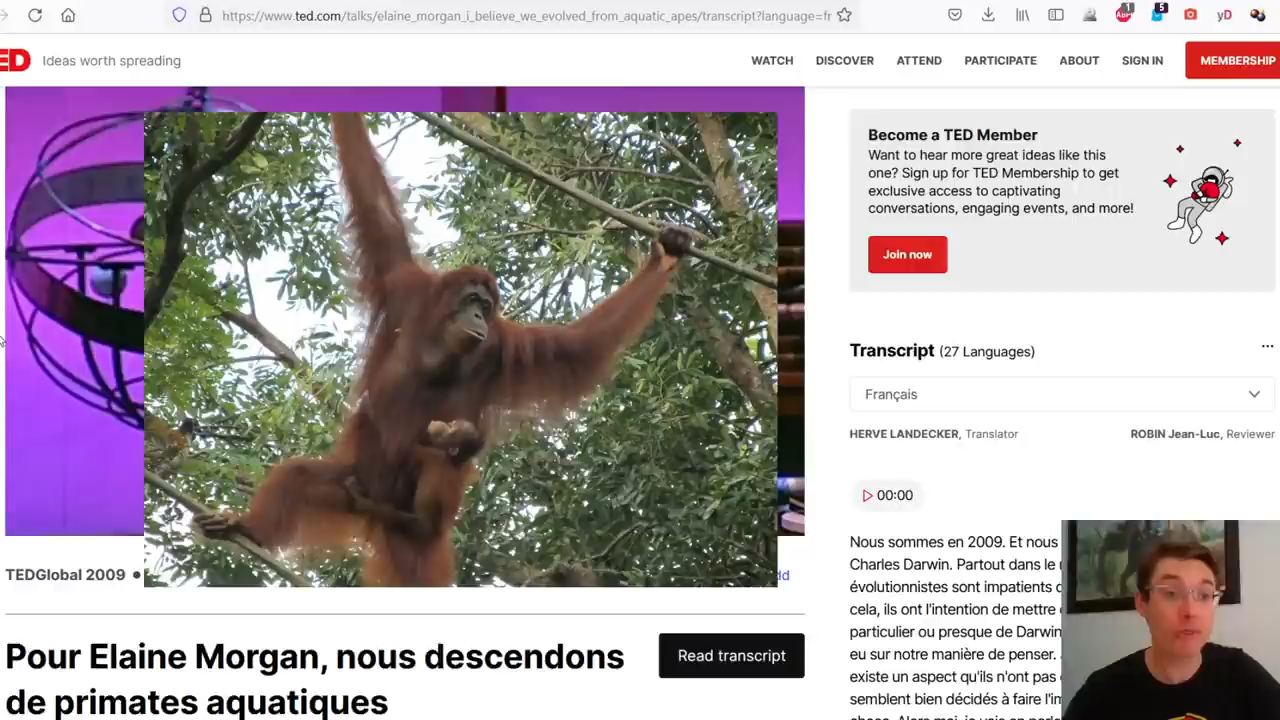 https://www.ted.com/talks/elaine_morgan_i_believe_we_evolved_from_aquatic_apes/transcript?language=fr
1
5
yD
ED Ideas worth spreading
WATCH DISCOVER ATTEND PARTICIPATE ABOUT SIGN IN MEMBERSHIP
Become a TED Member
Want to hear more great ideas like this
one? Sign up for TED Membership to get
exclusive access to captivating
conversations, engaging events, and more!
Join now
Transcript (27 Languages)
Français
HERVE LANDECKER, Translator
ROBIN Jean-Luc, Reviewer
00:00
Nous sommes en 2009. Et nous
Charles Darwin. Partout dans le
évolutionnistes sont impatients
cela, ils ont l'intention de mettre
particulier ou presque de Darwin
eu sur notre manière de penser.
existe un aspect qu'ils n'ont pas
semblent bien décidés à faire
TEDGlobal 2009 •
dd
Pour Elaine Morgan, nous descendons
de primates aquatiques
Read transcript